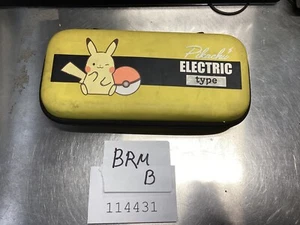 Pikachu
ELECTRIC
type
BRM
B
114431